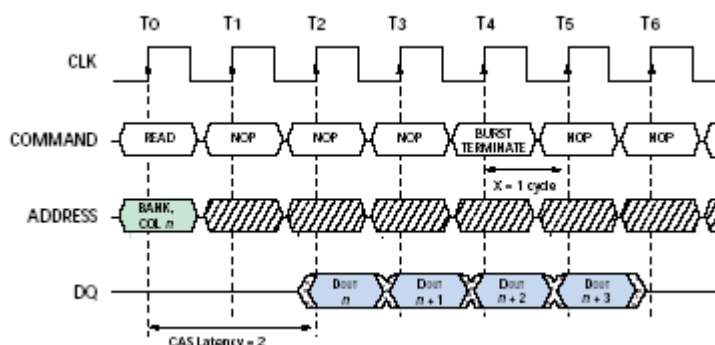 T0 T1 T2 T3 T4 T5 T6
CLK
COMMAND READ NOP NOP NOP BURST TERMINATE NOP NOP
X = 1 cycle
ADDRESS BANK, COL n
DQ DOUT n DOUT n + 1 DOUT n + 2 DOUT n + 3
CAS Latency = 2